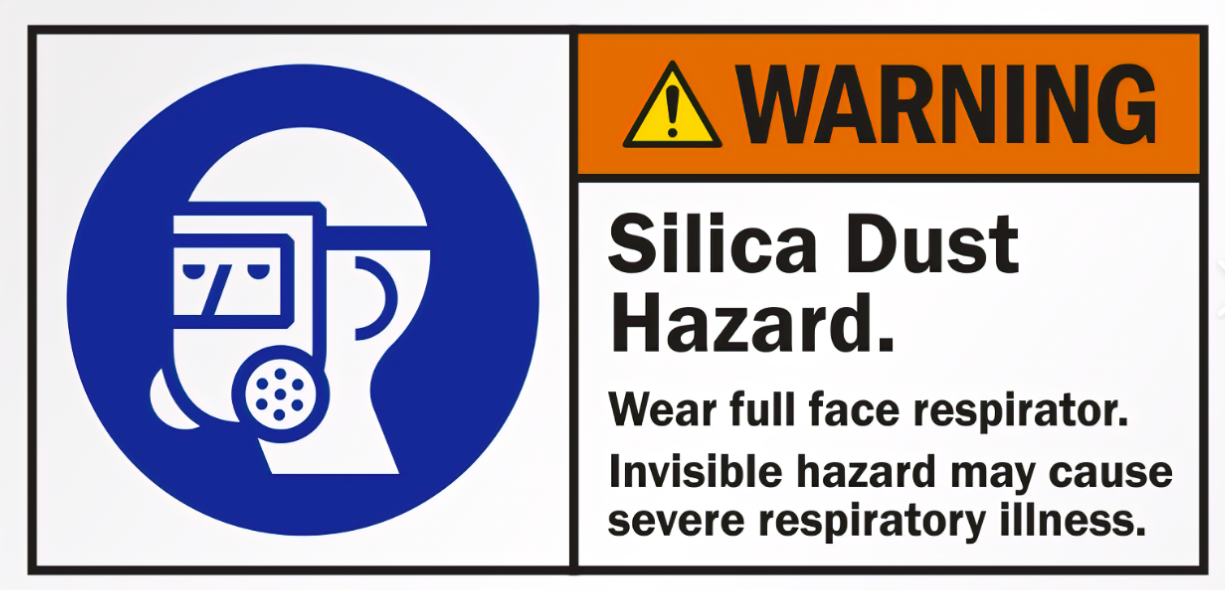 WARNING
Silica Dust
Hazard.
Wear full face respirator.
Invisible hazard may cause
severe respiratory illness.